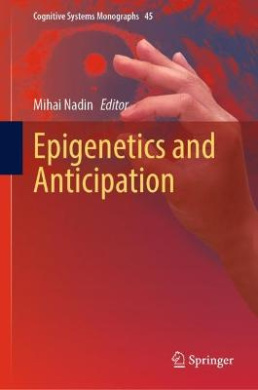 Cognitive Systems Monographs 45
Mihai Nadin Editor
Epigenetics and
Anticipation
Springer